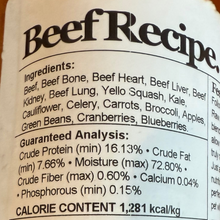 Beef Recipe.
Ingredients:
Beef, Beef Bone, Beef Heart, Beef Liver, Beef
Kidney, Beef Lung, Yello Squash, Kale,
Cauliflower, Celery, Carrots, Broccoli, Apples,
Green Beans, Cranberries, Blueberries.
Guaranteed Analysis:
Crude Protein (min) 16.13% • Crude Fat
(min) 7.66% • Moisture (max) 72.80% •
Crude Fiber (max) 0.60% • Calcium 0.04%
• Phosphorous (min) 0.15%
CALORIE CONTENT 1,281 kcal/kg